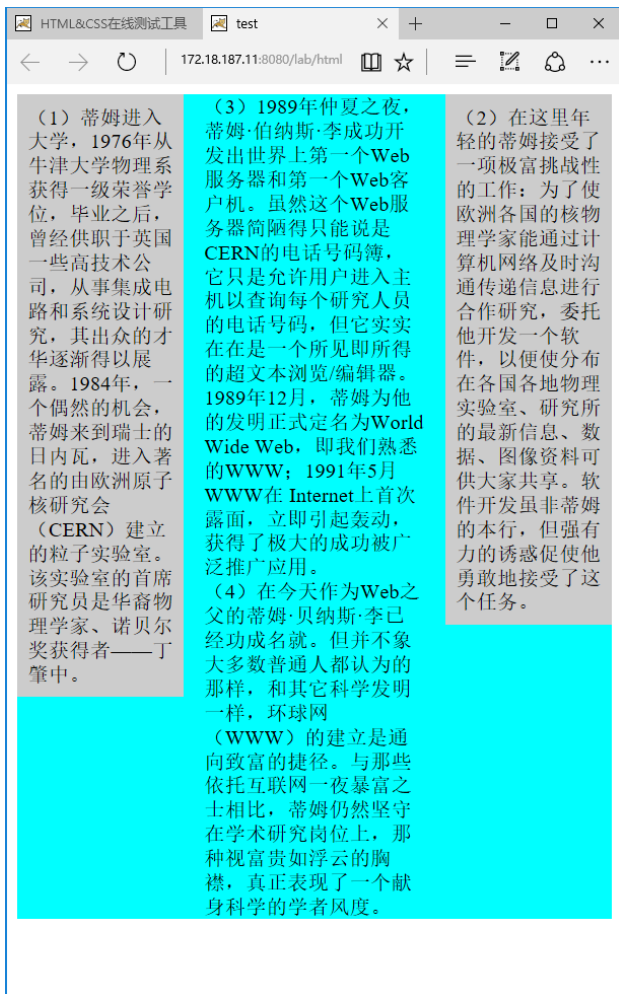 HTML&CSS在线测试工具
test
172.18.187.11:8080/lab/html
（1）蒂姆进入
大学，1976年从
牛津大学物理系
获得一级荣誉学
位，毕业之后，
曾经供职于英国
一些高技术公
司，从事集成电
路和系统设计研
究，其出众的才
华逐渐得以展
露。1984年，一
个偶然的机会，
蒂姆来到瑞士的
日内瓦，进入著
名的由欧洲原子
核研究会
（CERN）建立
的粒子实验室。
该实验室的首席
研究员是华裔物
理学家、诺贝尔
奖获得者——丁
肇中。
（3）1989年仲夏之夜，
蒂姆·伯纳斯·李成功开
发出世界上第一个Web
服务器和第一个Web客
户机。虽然这个Web服
务器简陋得只能说是
CERN的电话号码簿，
它只是允许用户进入主
机以查询每个研究人员
的电话号码，但它实实
在在是一个所见即所得
的超文本浏览/编辑器。
1989年12月，蒂姆为他
的发明正式定名为World
Wide Web，即我们熟悉
的WWW；1991年5月
WWW在 Internet上首次
露面，立即引起轰动，
获得了极大的成功被广
泛推广应用。
（4）在今天作为Web之
父的蒂姆·贝纳斯·李已
经功成名就。但并不象
大多数普通人都认为的
那样，和其它科学发明
一样，环球网
（WWW）的建立是通
向致富的捷径。与那些
依托互联网一夜暴富之
士相比，蒂姆仍然坚守
在学术研究岗位上，那
种视富贵如浮云的胸
襟，真正表现了一个献
身科学的学者风度。
（2）在这里年
轻的蒂姆接受了
一项极富挑战性
的工作：为了使
欧洲各国的核物
理学家能通过计
算机网络及时沟
通传递信息进行
合作研究，委托
他开发一个软
件，以便使分布
在各国各地物理
实验室、研究所
的最新信息、数
据、图像资料可
供大家共享。软
件开发虽非蒂姆
的本行，但强有
力的诱惑促使他
勇敢地接受了这
个任务。